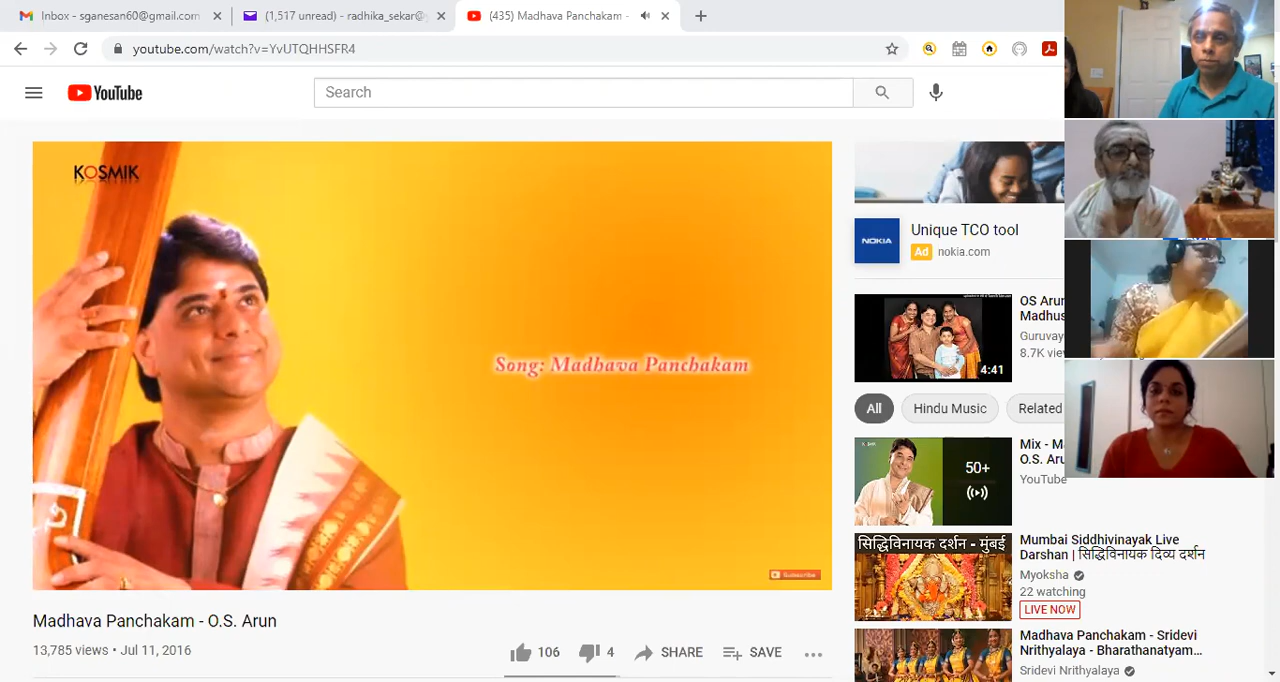 Inbox - sganesan60@gmail.com
(1,517 unread) - radhika_sekar@
(435) Madhava Panchakam -
youtube.com/watch?v=YvUTQHHSFR4
YouTube
Search
KOSMIK
Song: Madhava Panchakam
Subscribe
Madhava Panchakam - O.S. Arun
13,785 views • Jul 11, 2016
106
4
SHARE
SAVE
NOKIA
Unique TCO tool
Ad nokia.com
4:41
OS Arun
Madhus
Guruvay
8.7K vie
All
Hindu Music
Related
50+
Mix - M
O.S. Aru
YouTube
सिद्धिविनायक दर्शन - मुंबई
Mumbai Siddhivinayak Live
Darshan | सिद्धिविनायक दिव्य दर्शन
Myoksha
22 watching
LIVE NOW
Madhava Panchakam - Sridevi
Nrithyalaya - Bharathanatyam...
Sridevi Nrithyalaya